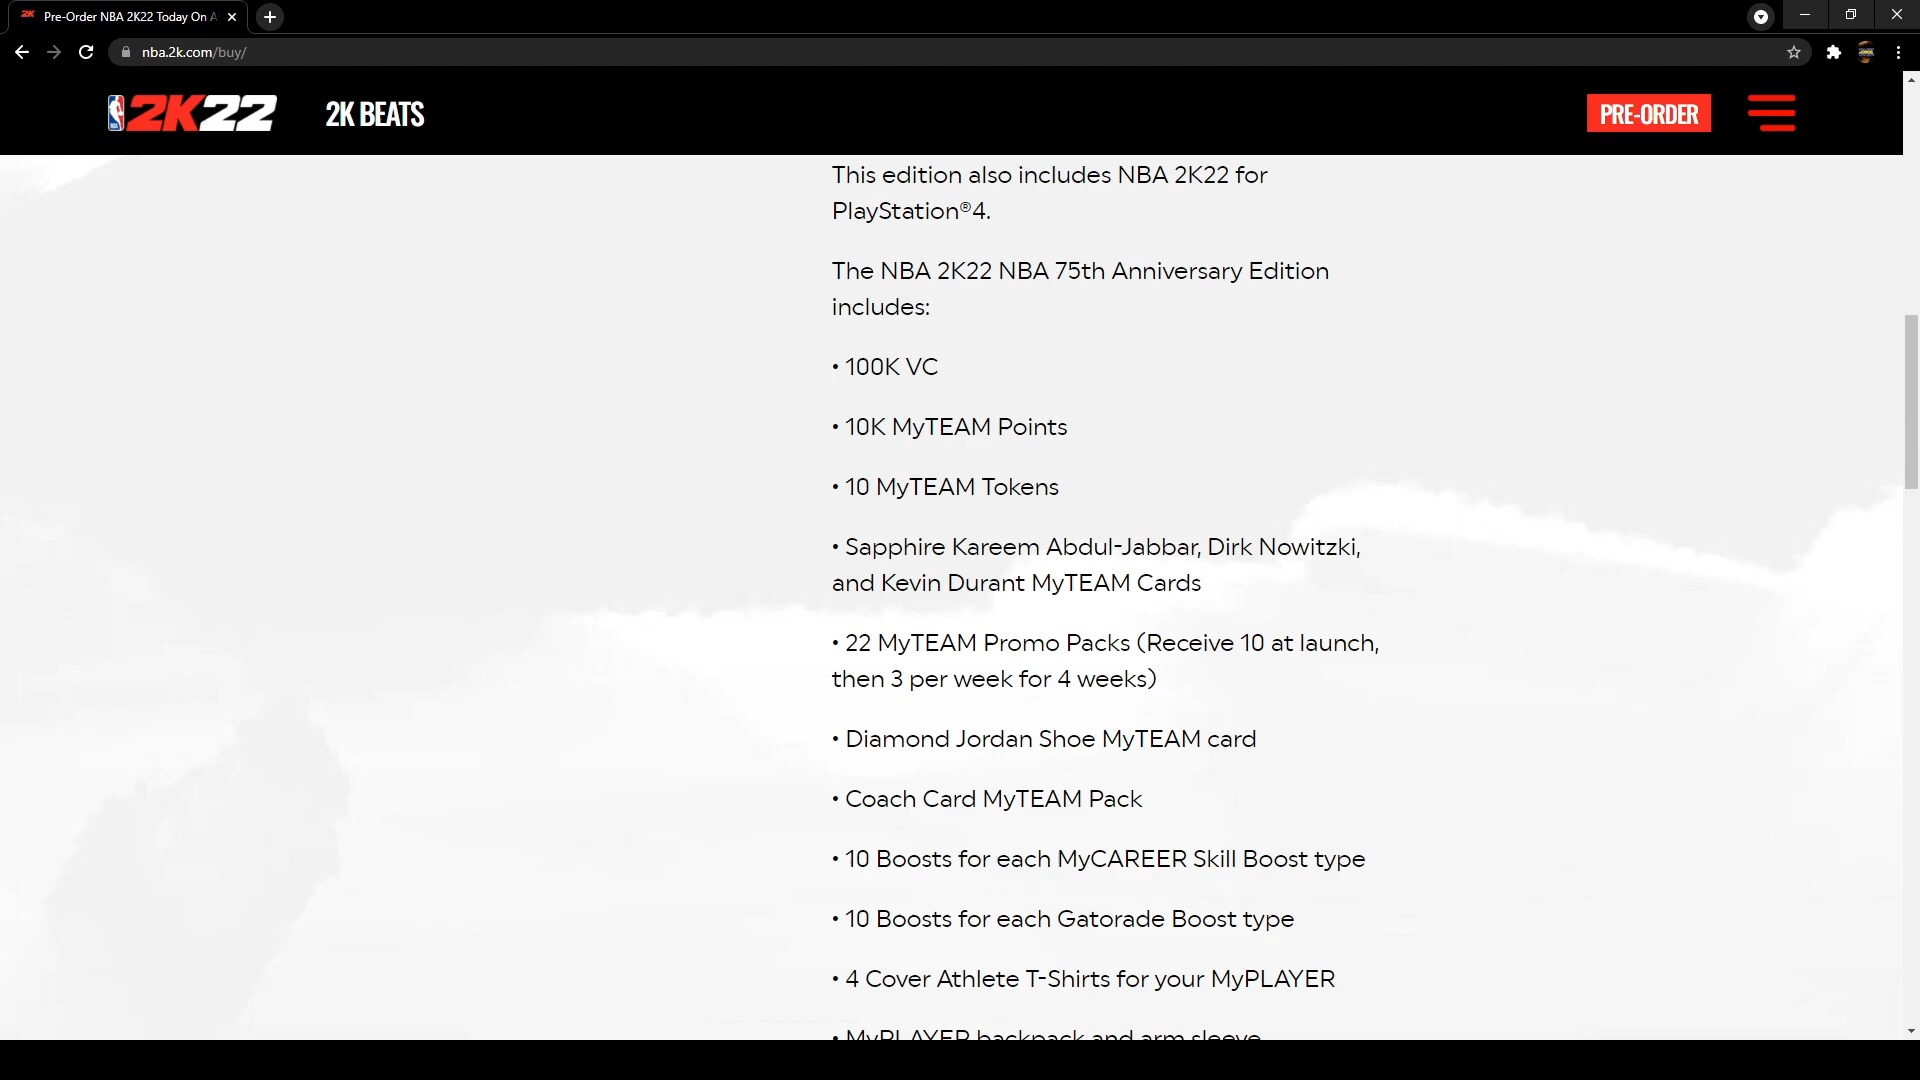 Pre-Order NBA 2K22 Today On A
nba.2k.com/buy/
2K22
2K BEATS
PRE-ORDER
This edition also includes NBA 2K22 for
PlayStation®4.
The NBA 2K22 NBA 75th Anniversary Edition
includes:
• 100K VC
• 10K MyTEAM Points
• 10 MyTEAM Tokens
• Sapphire Kareem Abdul-Jabbar, Dirk Nowitzki,
and Kevin Durant MyTEAM Cards
• 22 MyTEAM Promo Packs (Receive 10 at launch,
then 3 per week for 4 weeks)
• Diamond Jordan Shoe MyTEAM card
• Coach Card MyTEAM Pack
• 10 Boosts for each MyCAREER Skill Boost type
• 10 Boosts for each Gatorade Boost type
• 4 Cover Athlete T-Shirts for your MyPLAYER
• MyPLAYER backpack and arm sleeve